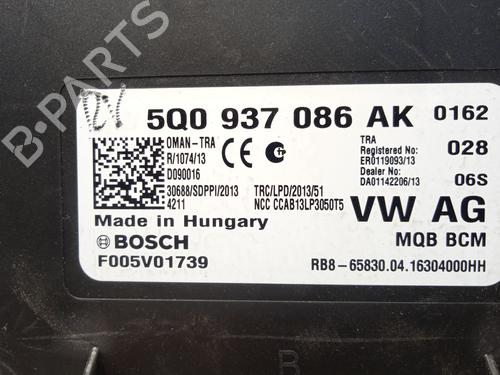 B-PARTS
5Q0 937 086 AK 0162
OMAN-TRA
R/1074/13
D090016
30688/SDPPI/2013
4211
CE
TRA
Registered No:
ER0119093/13
Dealer No:
DA01142206/13
028
06S
TRC/LPD/2013/51
NCC CCAB13LP3050T5
Made in Hungary
VW AG
BOSCH
MQB BCM
F005V01739
RB8-65830.04.16304000HH
B